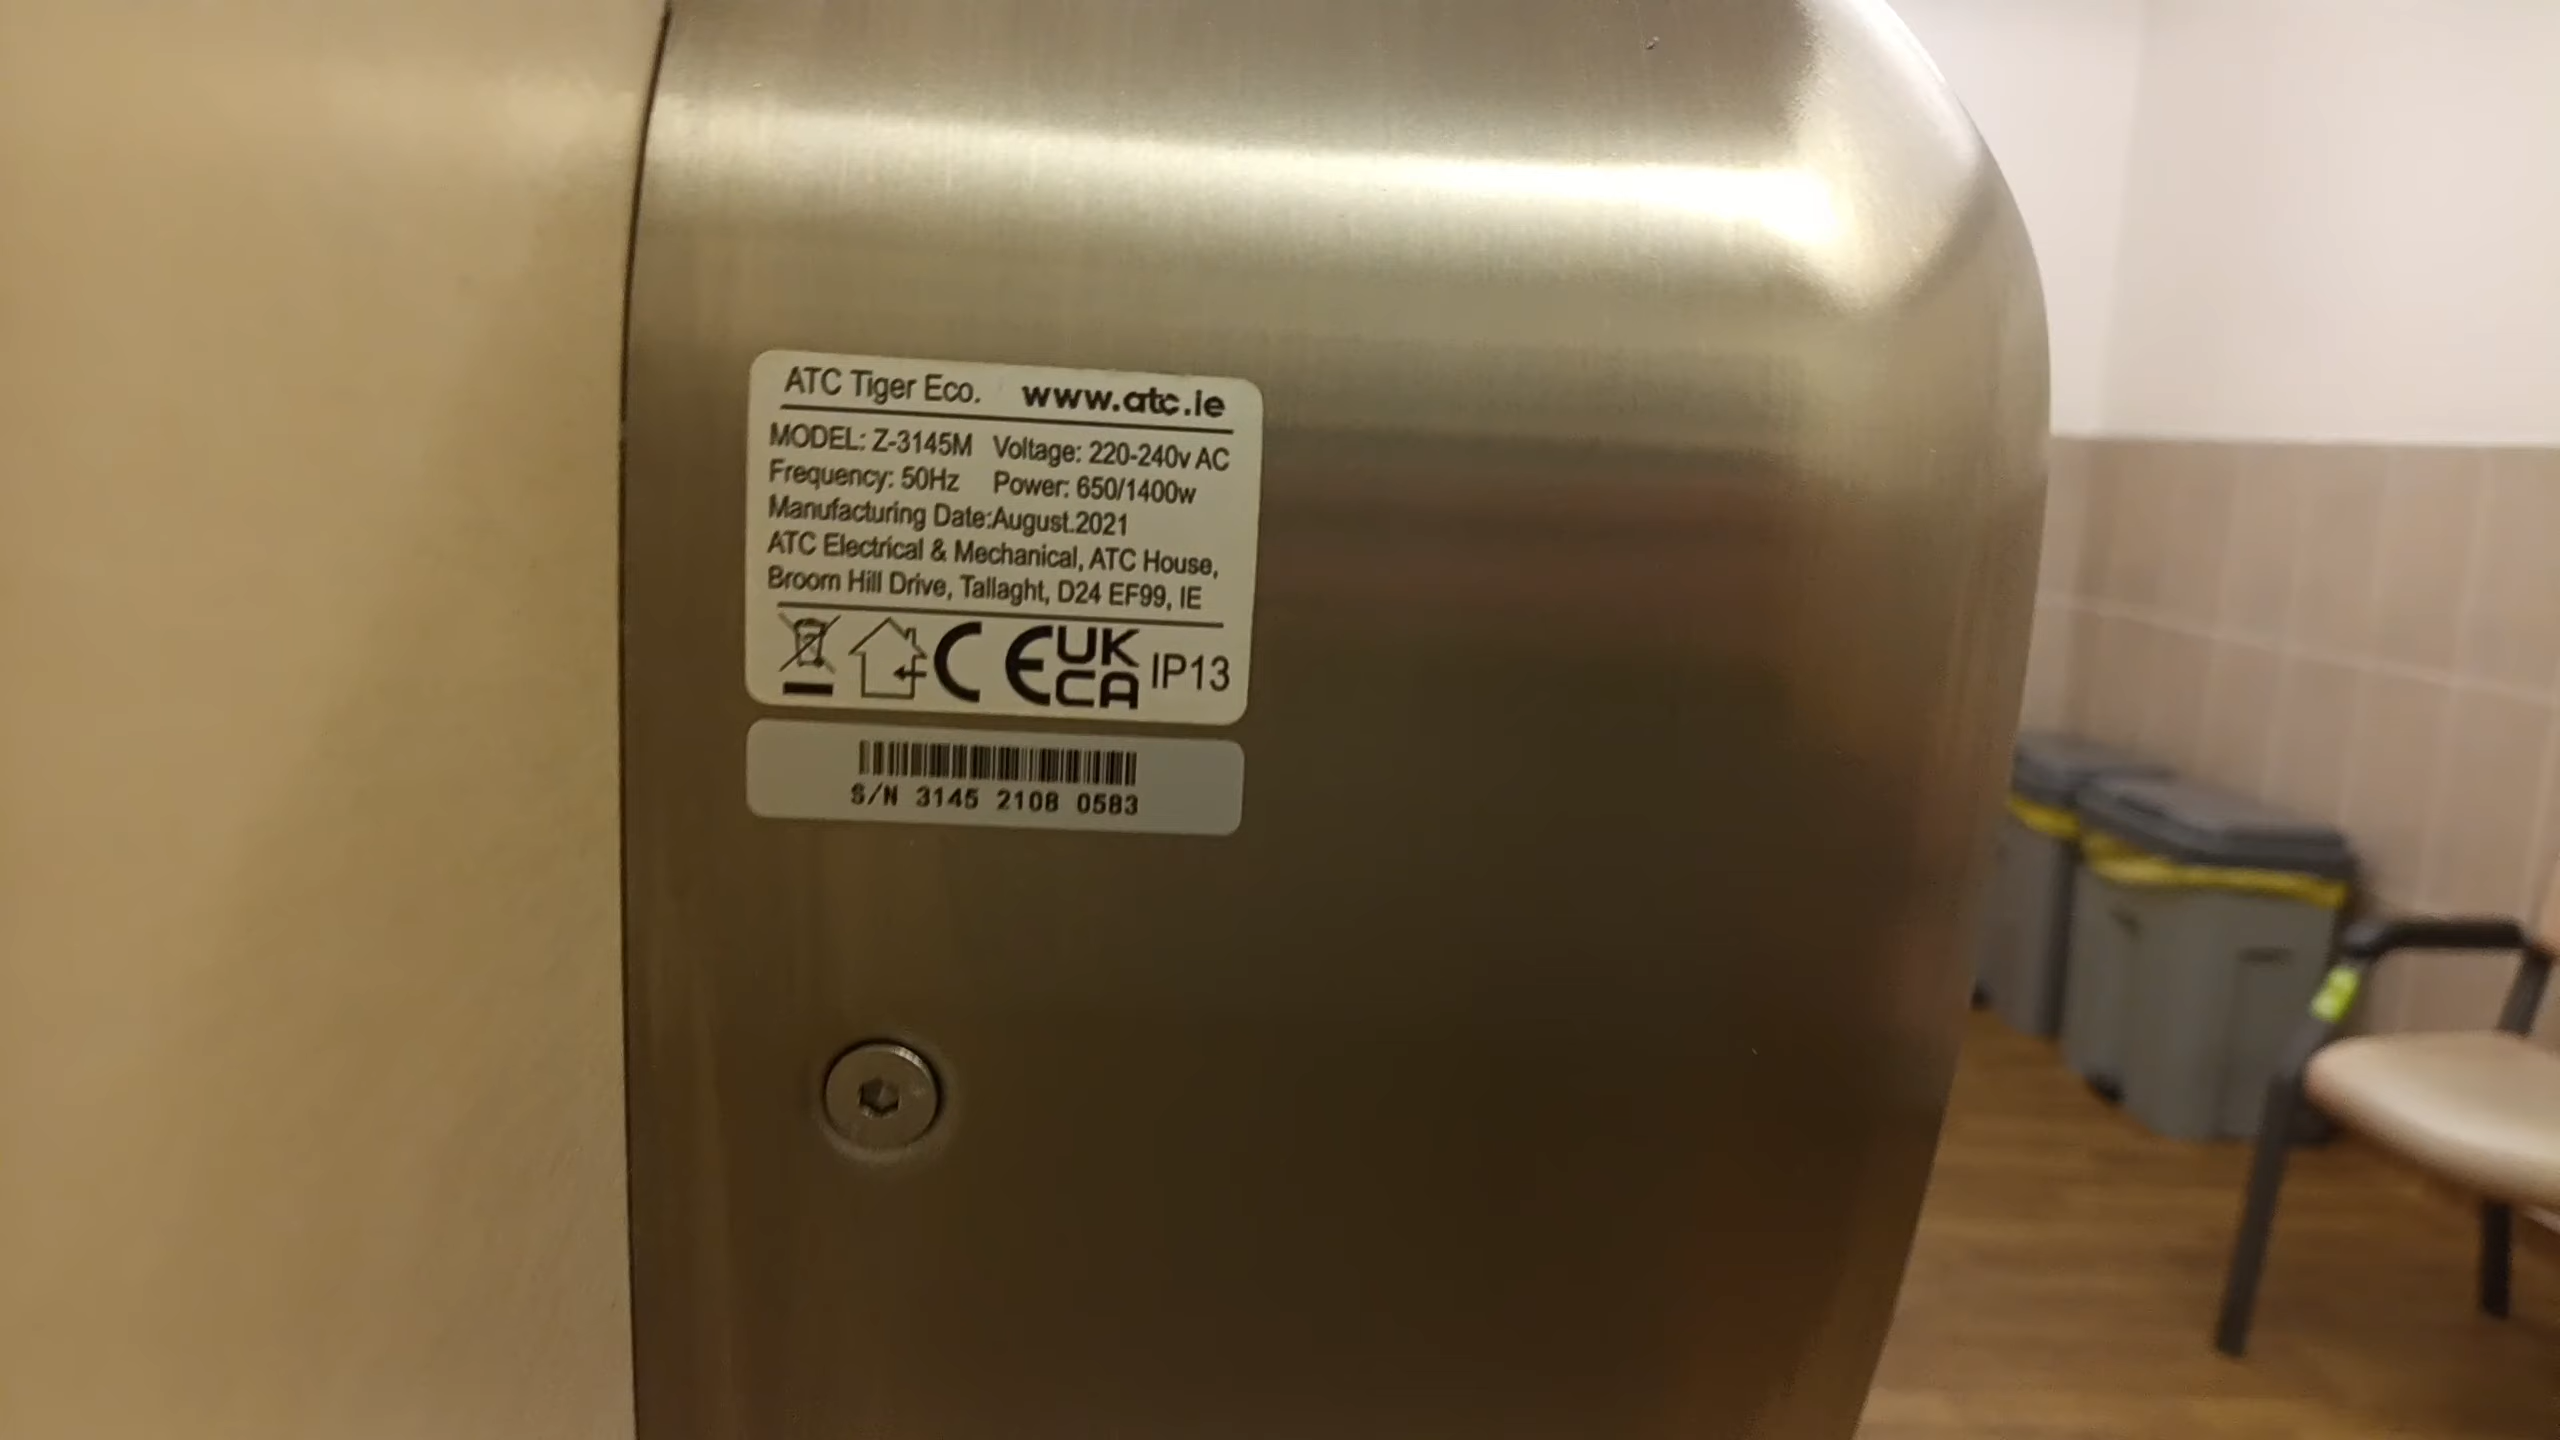 ATC Tiger Eco. www.atc.ie
MODEL: Z-3145M Voltage: 220-240v AC
Frequency: 50Hz Power: 650/1400w
Manufacturing Date:August.2021
ATC Electrical & Mechanical, ATC House,
Broom Hill Drive, Tallaght, D24 EF99, IE
CE UK CA IP13
S/N 3145 2108 0583